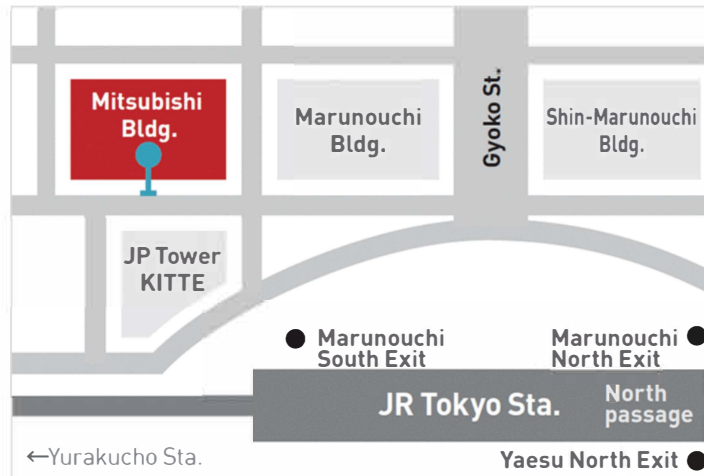 Mitsubishi
Bldg.
Marunouchi
Bldg.
Gyoko St.
Shin-Marunouchi
Bldg.
JP Tower
KITTE
Marunouchi
South Exit
Marunouchi
North Exit
JR Tokyo Sta.
North
passage
←Yurakucho Sta.
Yaesu North Exit